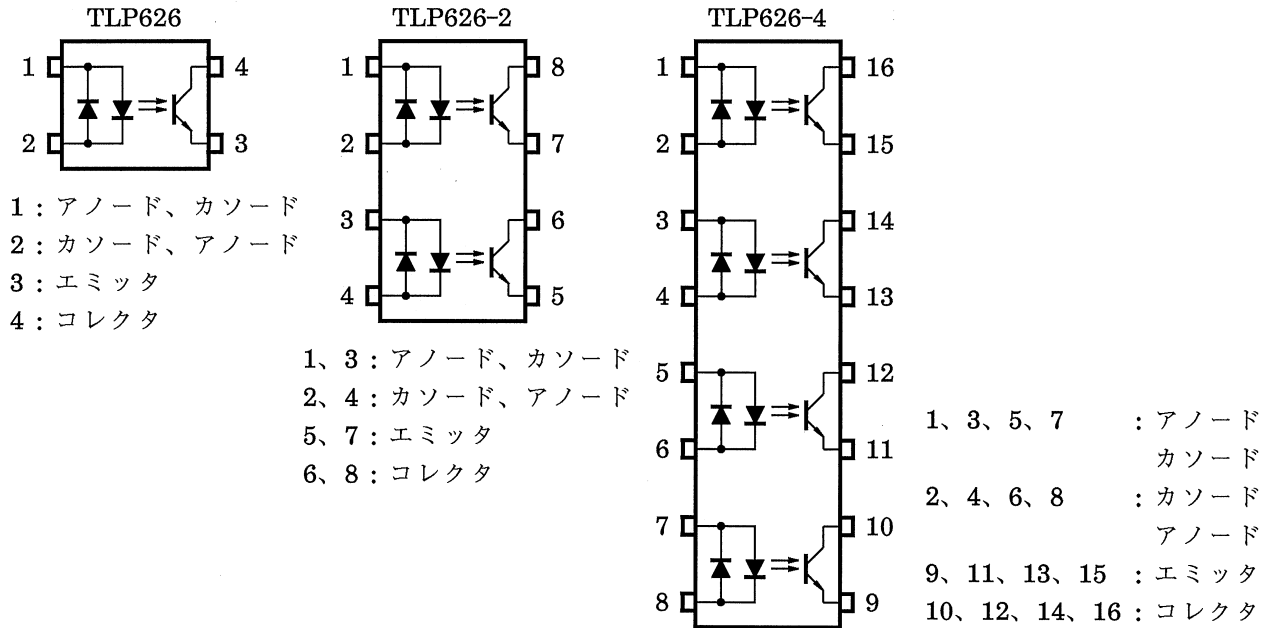 TLP626
1
4
2
3
1：アノード、カソード
2：カソード、アノード
3：エミッタ
4：コレクタ
TLP626-2
1
8
2
7
3
6
4
5
1、3：アノード、カソード
2、4：カソード、アノード
5、7：エミッタ
6、8：コレクタ
TLP626-4
1
16
2
15
3
14
4
13
5
12
6
11
7
10
8
9
1、3、5、7 ：アノード
カソード
2、4、6、8 ：カソード
アノード
9、11、13、15 ：エミッタ
10、12、14、16：コレクタ